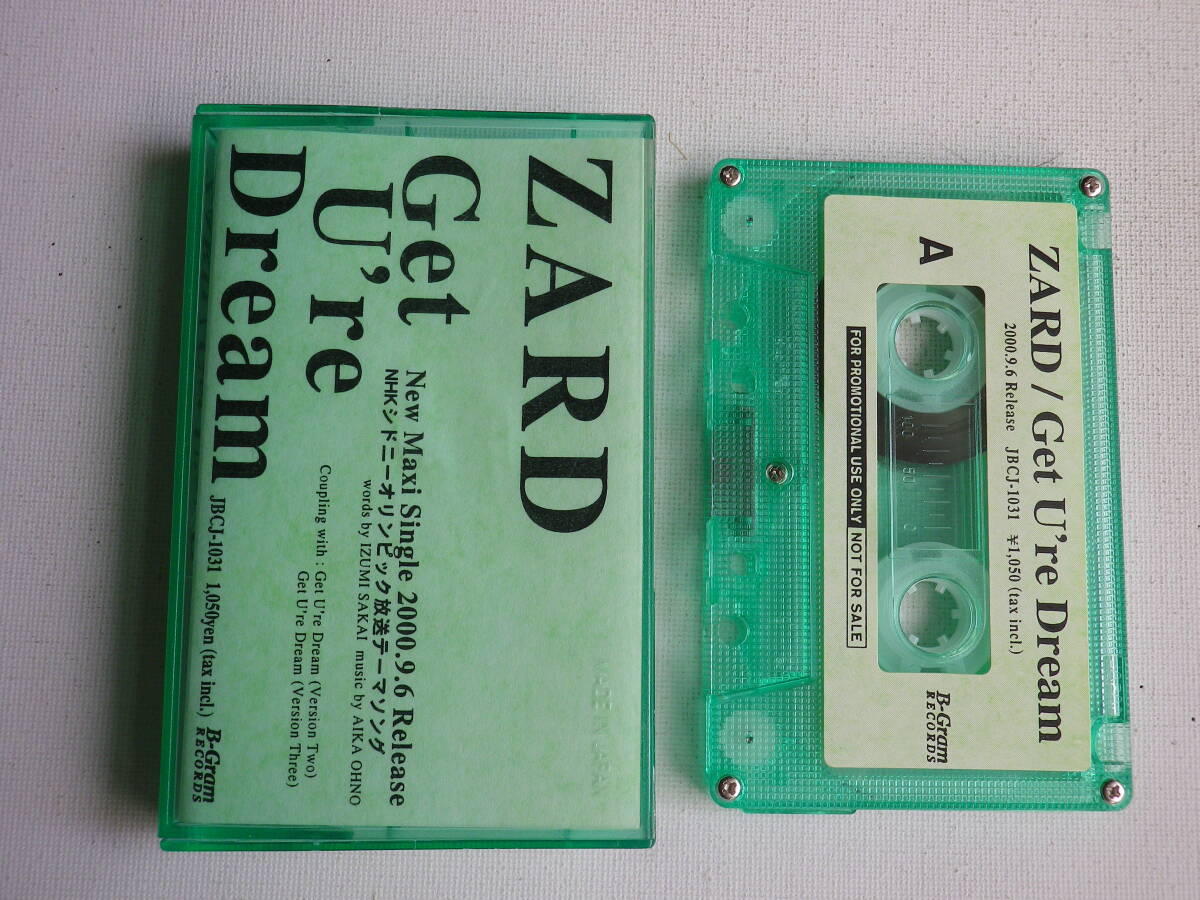 ZARD
Get
U're
Dream
New Maxi Single 2000.9.6 Release
NHKシドニーオリンピック放送テーマソング
words by IZUMI SAKAI music by AIKA OHNO
Coupling with : Get U're Dream (Version Two)
Get U're Dream (Version Three)
JBCJ-1031 1,050yen (tax incl.) B-Gram
RECORDS
MADE IN JAPAN
ZARD / Get U're Dream
2000.9.6 Release JBCJ-1031 ¥1,050 (tax incl.)
A
B-Gram
RECORDS
100 50 0
FOR PROMOTIONAL USE ONLY NOT FOR SALE